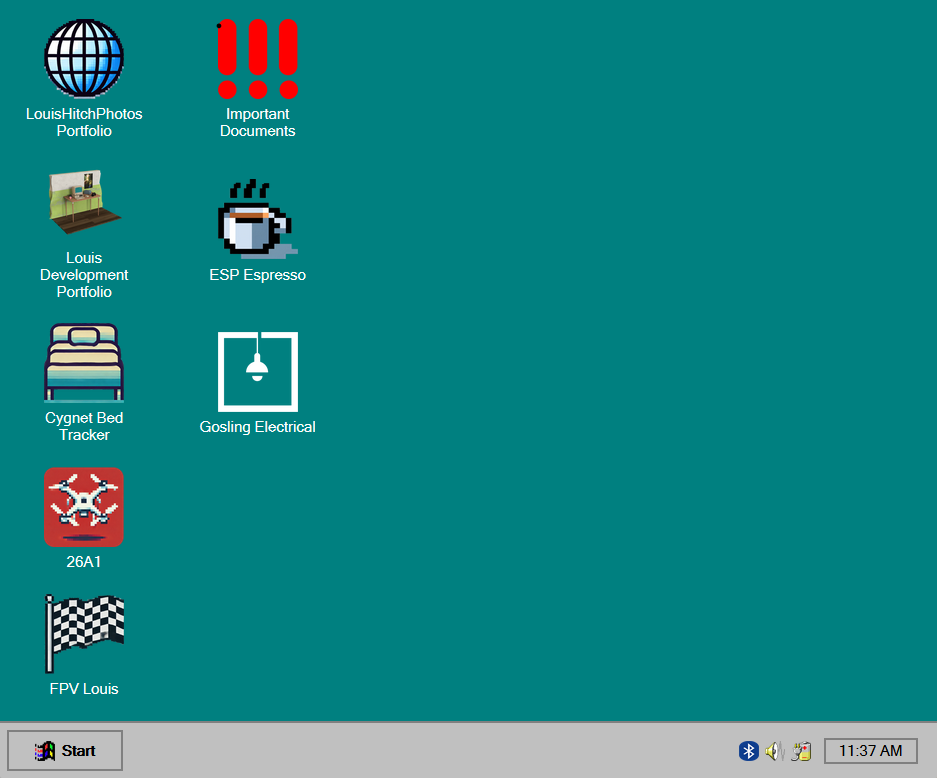 LouisHitchPhotos
Portfolio
Louis
Development
Portfolio
Cygnet Bed
Tracker
26A1
FPV Louis
Important
Documents
ESP Espresso
Gosling Electrical
Start
11:37 AM